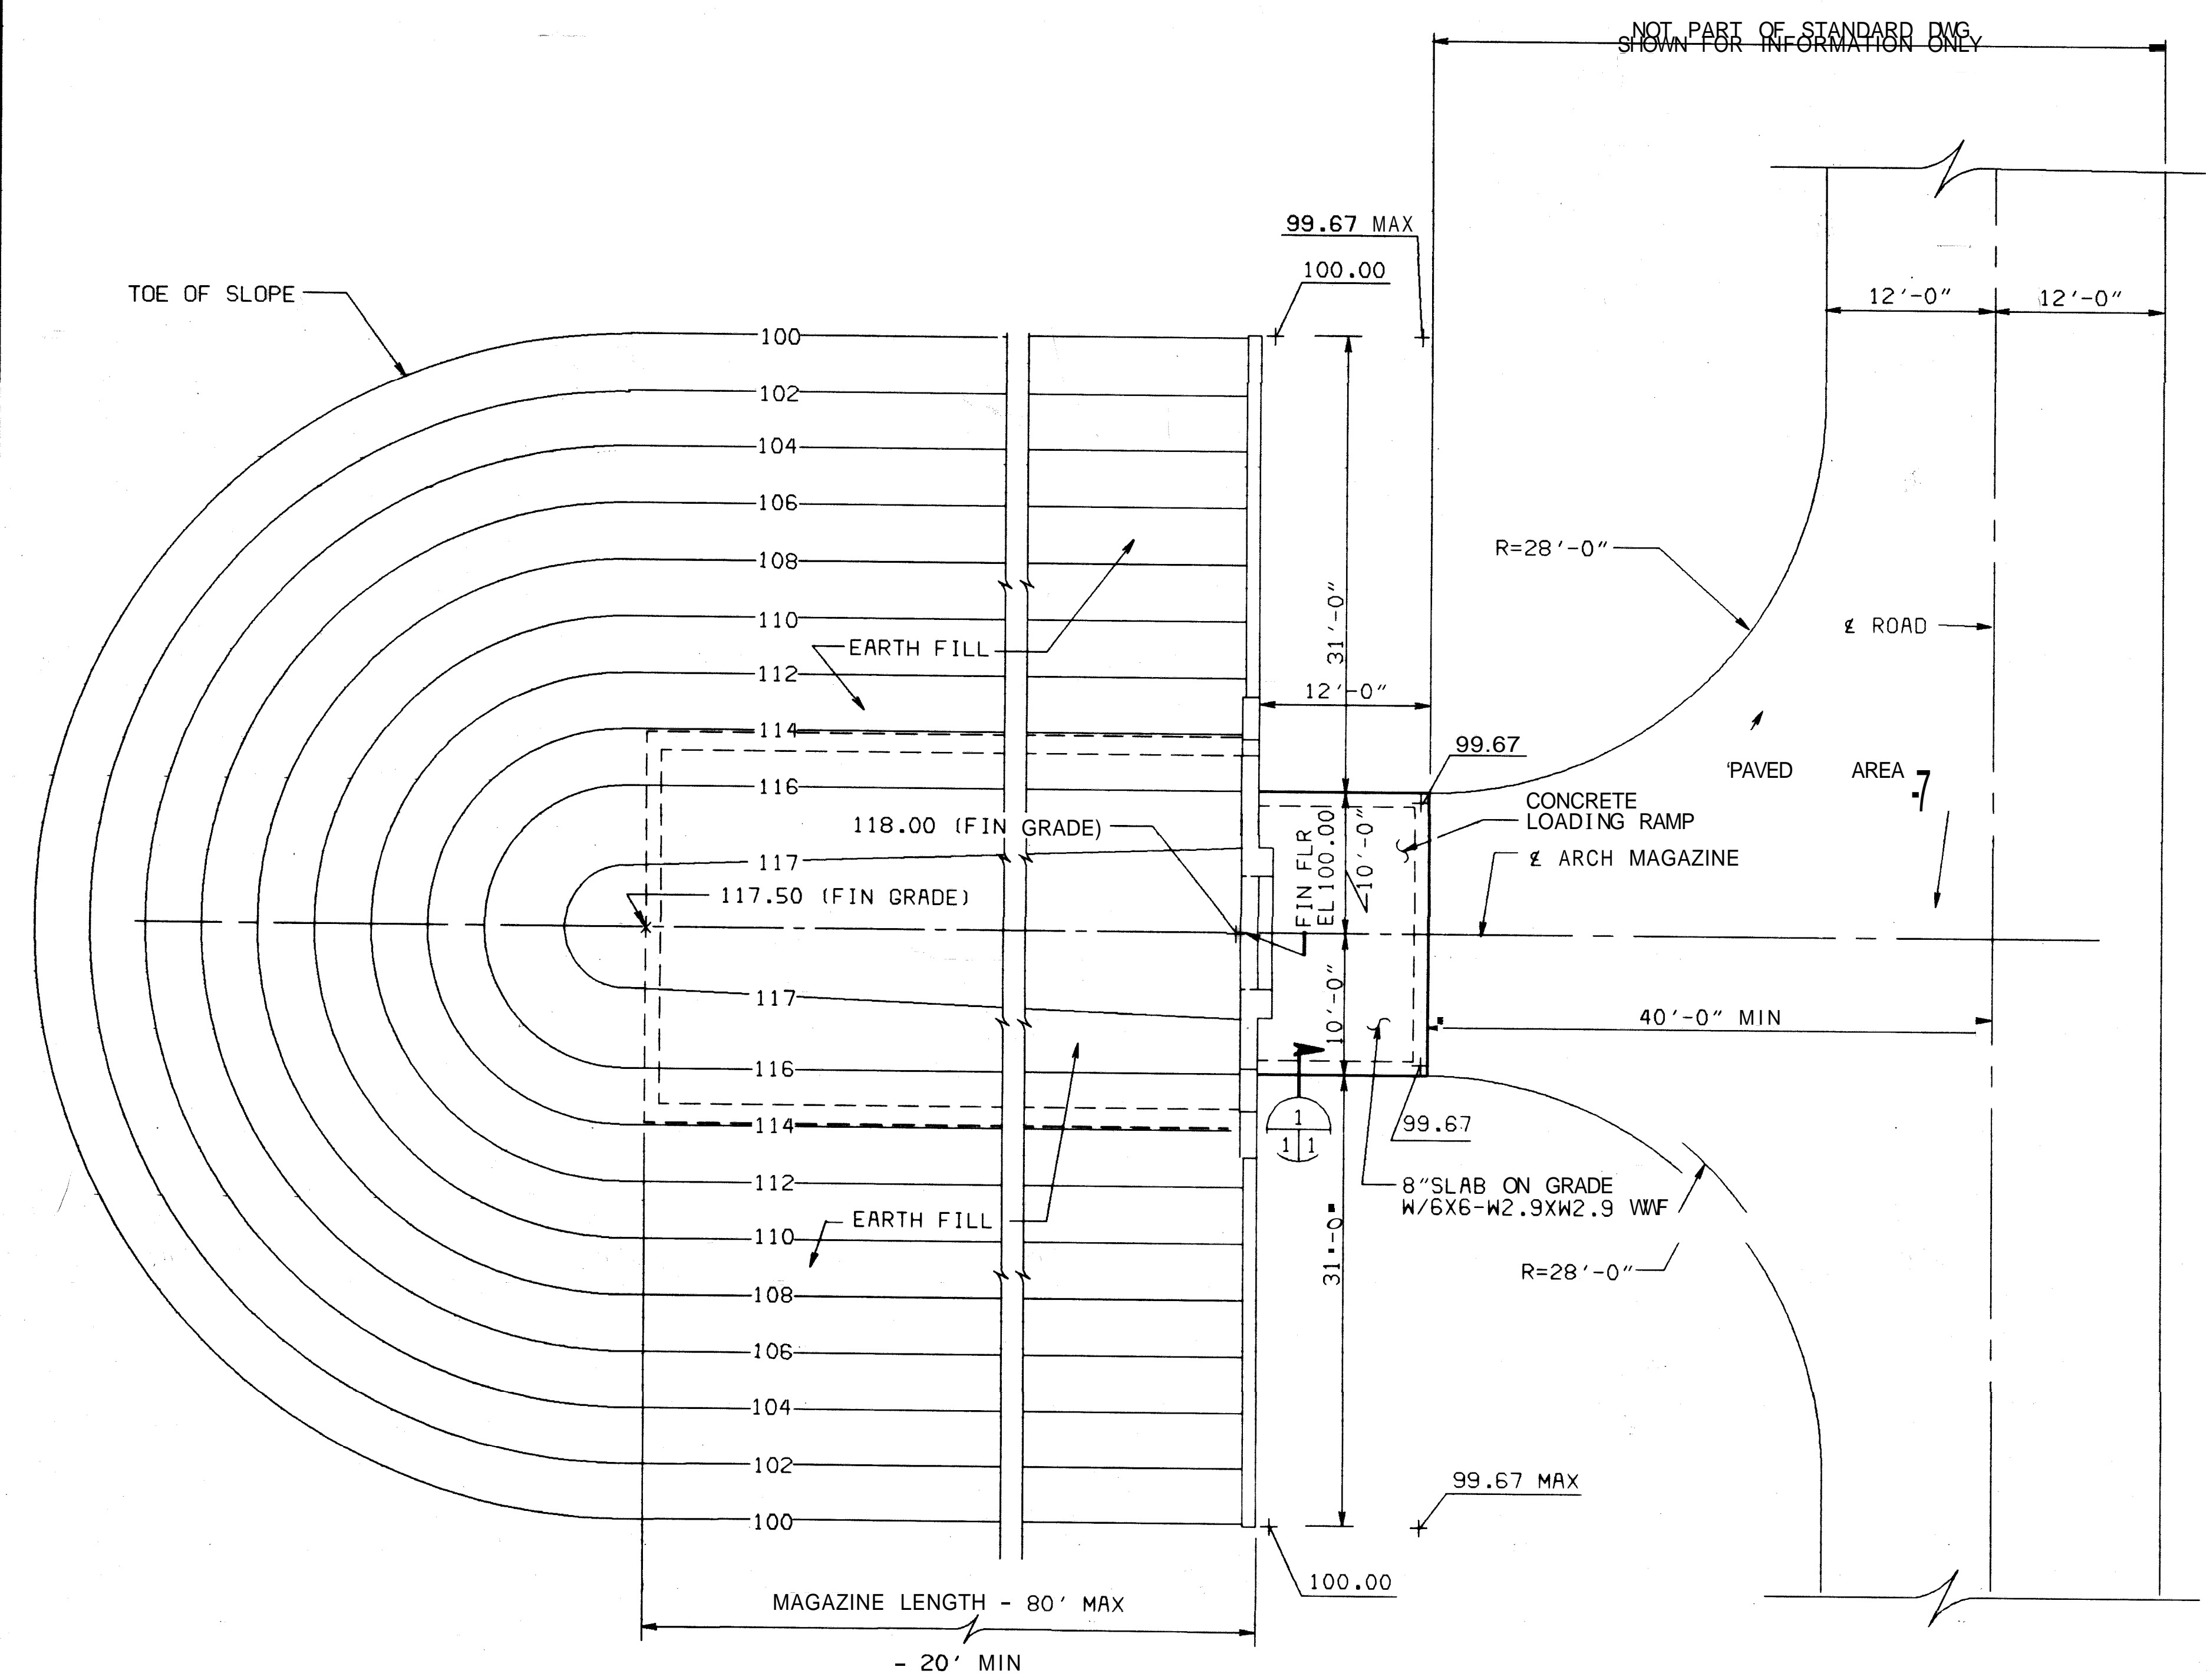 NOT PART OF STANDARD DWG
SHOWN FOR INFORMATION ONLY
99.67 MAX
100.00
TOE OF SLOPE
12'-0"
12'-0"
100
102
104
106
108
R=28'-0"
110
31'-0"
℄ ROAD
EARTH FILL
112
12'-0"
114
99.67
'PAVED AREA
116
CONCRETE
LOADING RAMP
118.00 (FIN GRADE)
FIN FLR
EL 100.00
10'-0"
℄ ARCH MAGAZINE
117
117.50 (FIN GRADE)
117
10'-0"
40'-0" MIN
116
114
1
1 1
99.67
112
8"SLAB ON GRADE
W/6X6-W2.9XW2.9 WWF
EARTH FILL
110
31'-0"
R=28'-0"
108
106
104
102
99.67 MAX
100
100.00
MAGAZINE LENGTH - 80' MAX
- 20' MIN